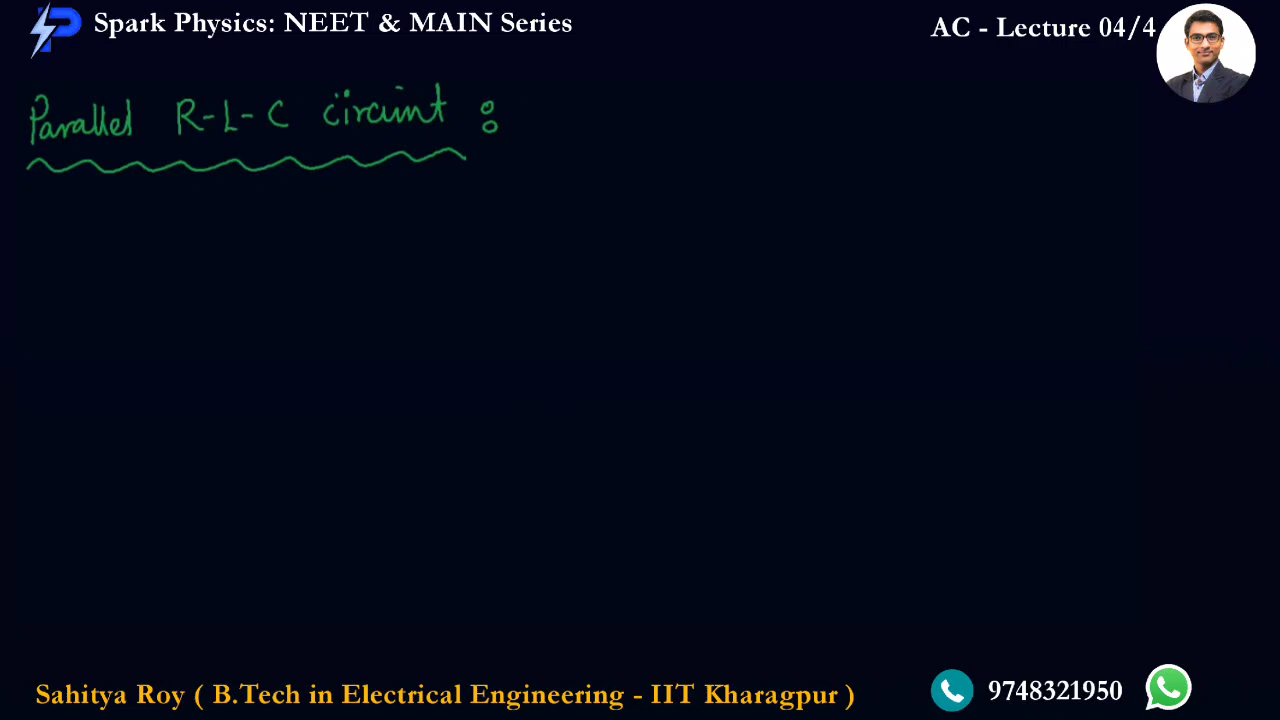 Spark Physics: NEET & MAIN Series
AC - Lecture 04/4
Parallel R-L-C circuit :
Sahitya Roy ( B.Tech in Electrical Engineering - IIT Kharagpur )
9748321950